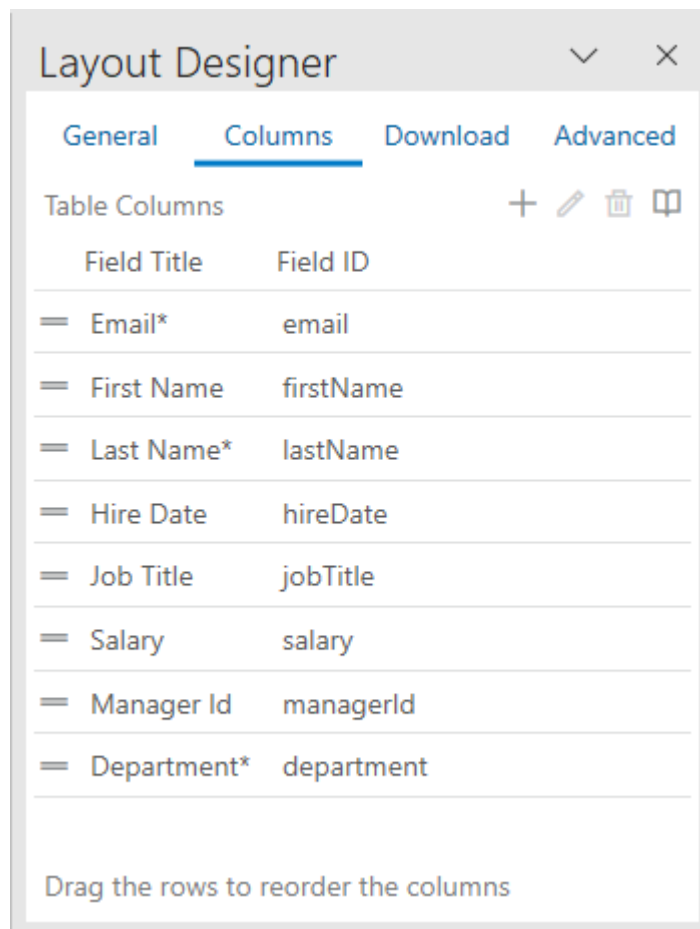 Layout Designer
General Columns Download Advanced
Table Columns
Field Title Field ID
Email* email
First Name firstName
Last Name* lastName
Hire Date hireDate
Job Title jobTitle
Salary salary
Manager Id managerId
Department* department
Drag the rows to reorder the columns